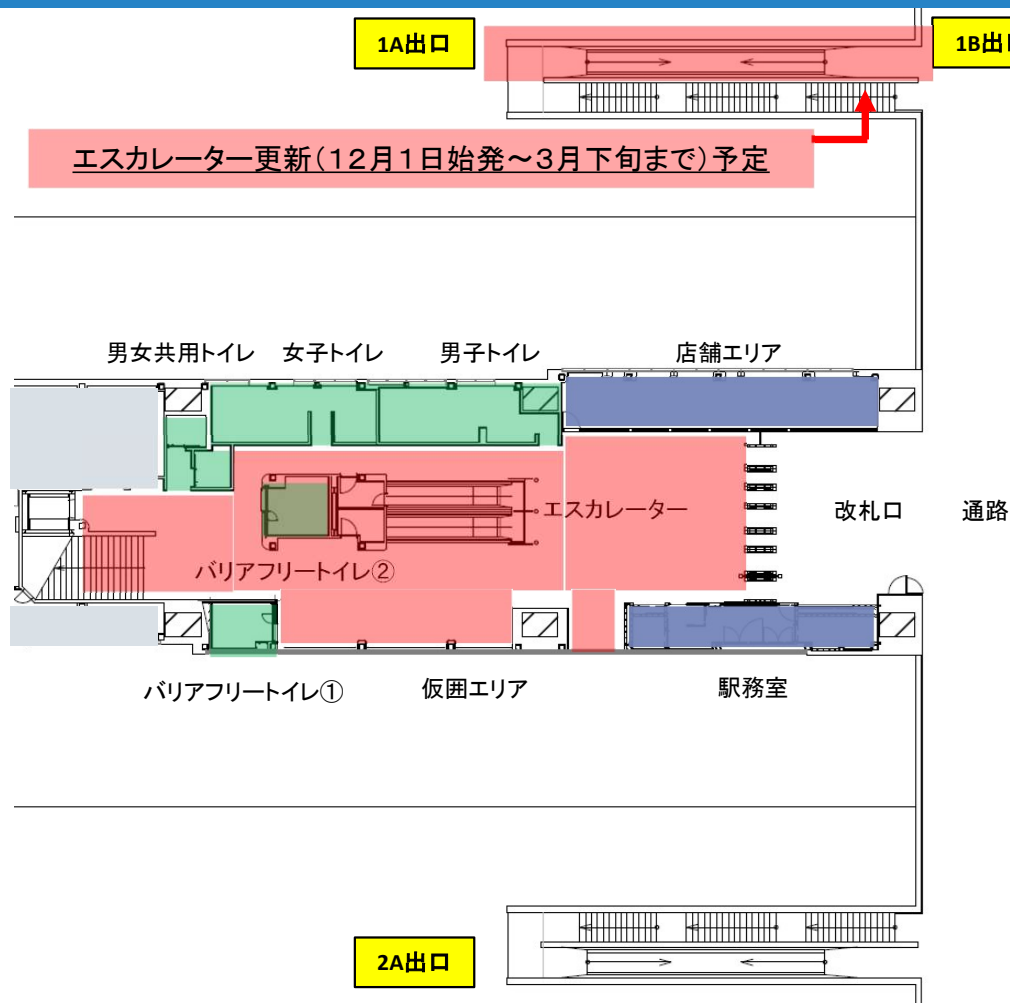 1A出口
1B出
エスカレーター更新(12月1日始発～3月下旬まで)予定
男女共用トイレ 女子トイレ 男子トイレ 店舗エリア
エスカレーター 改札口 通路
バリアフリートイレ②
バリアフリートイレ① 仮囲エリア 駅務室
2A出口